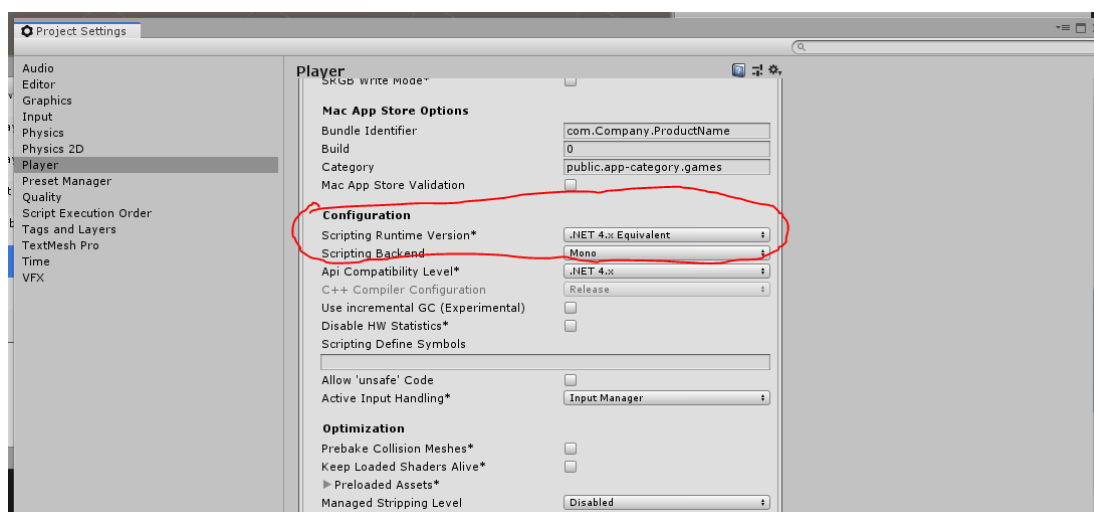 Project Settings
Audio
Editor
Graphics
Input
Physics
Physics 2D
Player
Preset Manager
Quality
Script Execution Order
Tags and Layers
TextMesh Pro
Time
VFX
Player
SRGB Write Mode*
Mac App Store Options
Bundle Identifier com.Company.ProductName
Build 0
Category public.app-category.games
Mac App Store Validation
Configuration
Scripting Runtime Version* .NET 4.x Equivalent
Scripting Backend Mono
Api Compatibility Level* .NET 4.x
C++ Compiler Configuration Release
Use incremental GC (Experimental)
Disable HW Statistics*
Scripting Define Symbols
Allow 'unsafe' Code
Active Input Handling* Input Manager
Optimization
Prebake Collision Meshes*
Keep Loaded Shaders Alive*
Preloaded Assets*
Managed Stripping Level Disabled